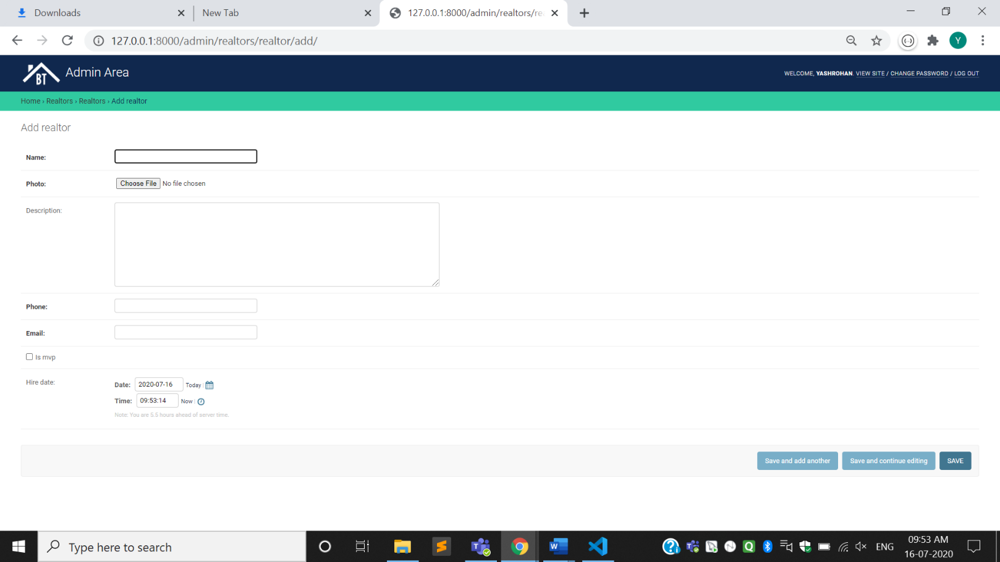 Downloads
New Tab
127.0.0.1:8000/admin/realtors/re
127.0.0.1:8000/admin/realtors/realtor/add/
Y
BT
Admin Area
WELCOME, YASHROHAN. VIEW SITE / CHANGE PASSWORD / LOG OUT
Home › Realtors › Realtors › Add realtor
Add realtor
Name:
Photo: Choose File No file chosen
Description:
Phone:
Email:
Is mvp
Hire date:
Date: 2020-07-16 Today |
Time: 09:53:14 Now |
Note: You are 5.5 hours ahead of server time.
Save and add another Save and continue editing SAVE
Type here to search
ENG
09:53 AM
16-07-2020